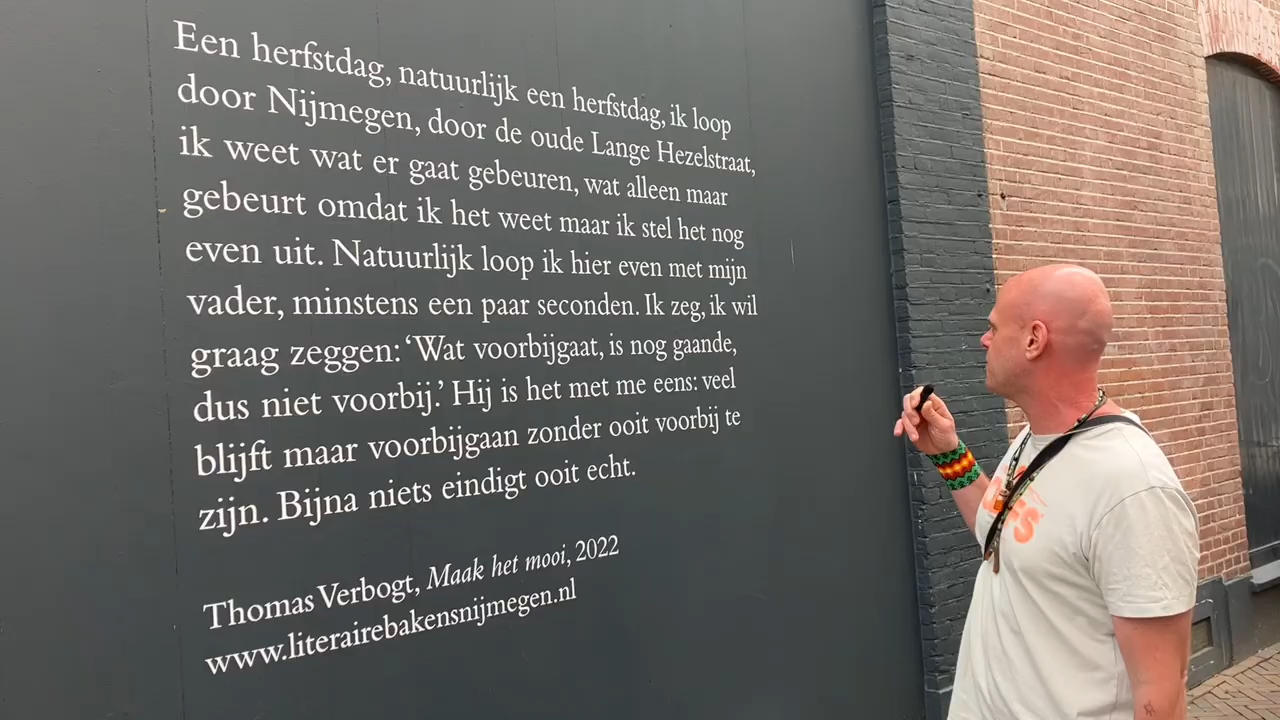 Een herfstdag, natuurlijk een herfstdag, ik loop
door Nijmegen, door de oude Lange Hezelstraat,
ik weet wat er gaat gebeuren, wat alleen maar
gebeurt omdat ik het weet maar ik stel het nog
even uit. Natuurlijk loop ik hier even met mijn
vader, minstens een paar seconden. Ik zeg, ik wil
graag zeggen: ‘Wat voorbijgaat, is nog gaande,
dus niet voorbij.’ Hij is het met me eens: veel
blijft maar voorbijgaan zonder ooit voorbij te
zijn. Bijna niets eindigt ooit echt.
Thomas Verbogt, Maak het mooi, 2022
www.literairebakensnijmegen.nl